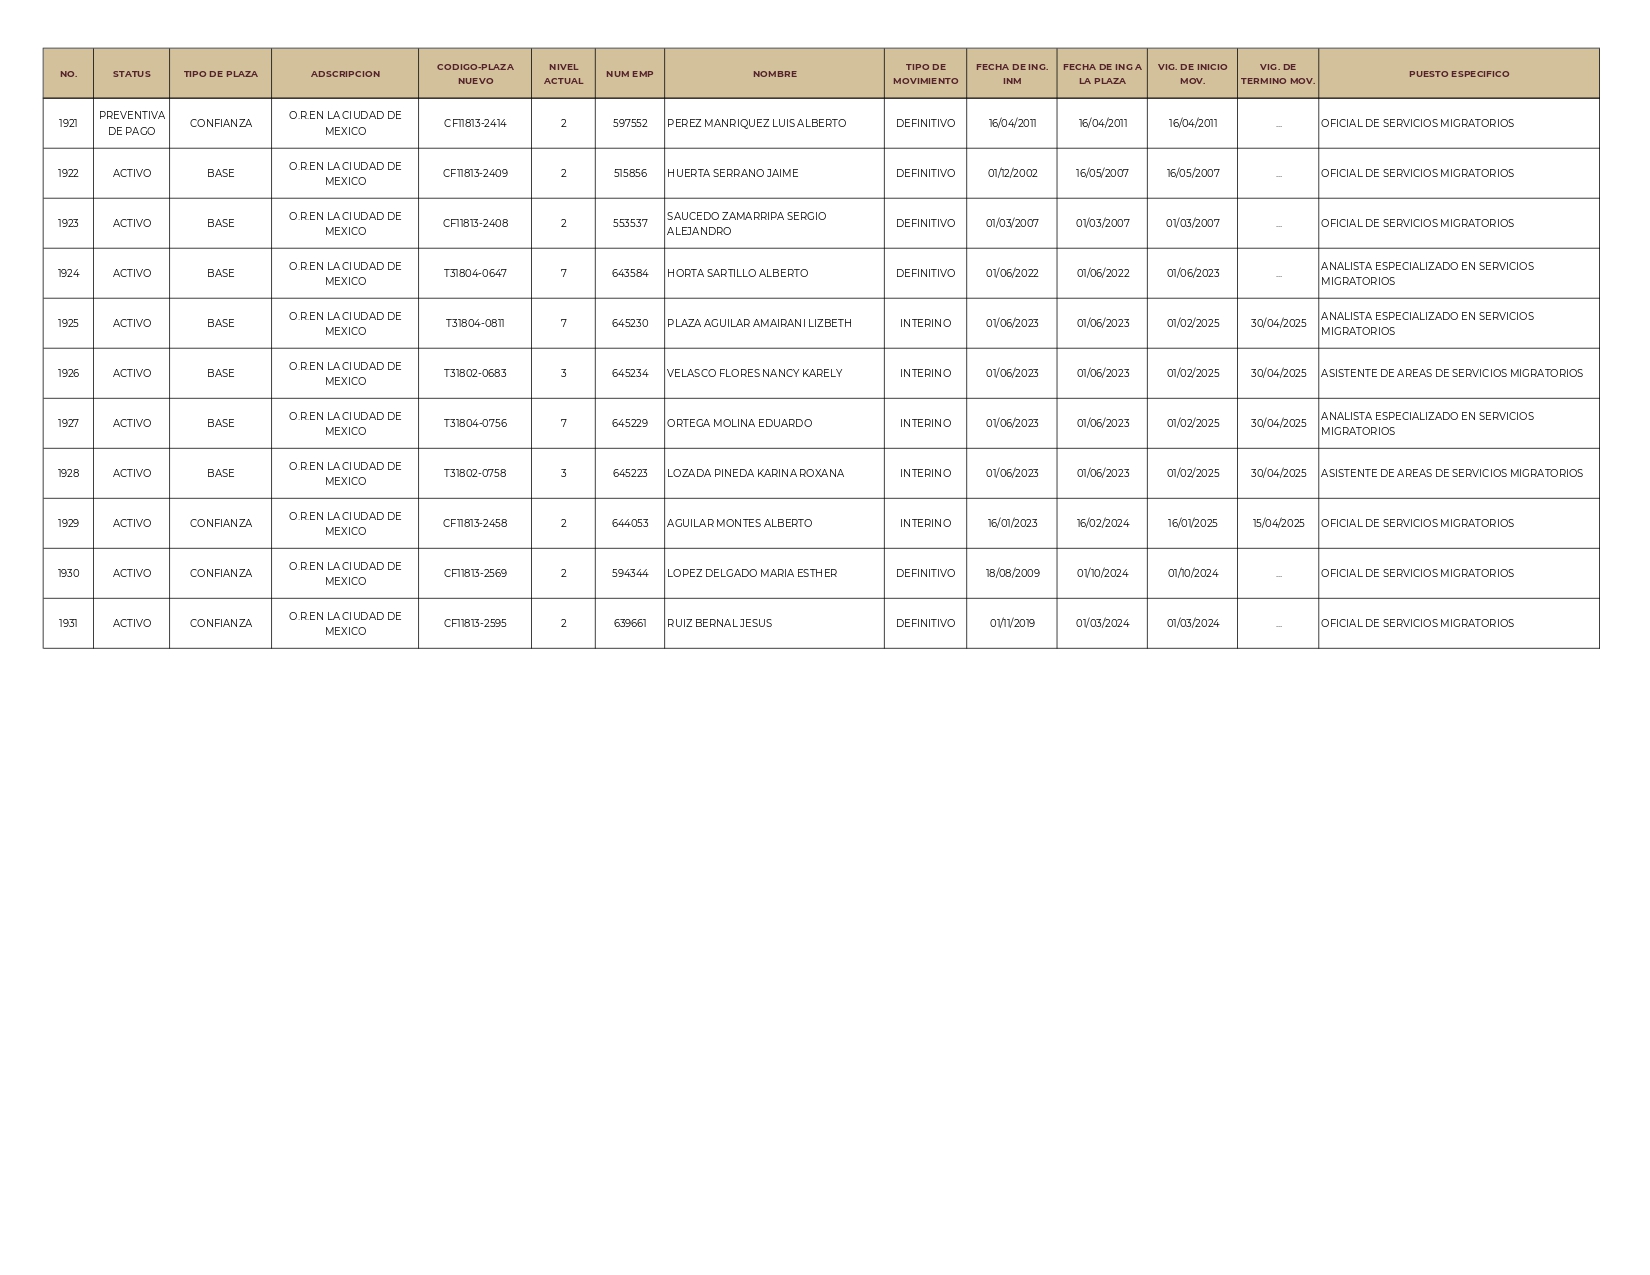 NO. STATUS TIPO DE PLAZA ADSCRIPCION CODIGO-PLAZA NUEVO NIVEL ACTUAL NUM EMP NOMBRE TIPO DE MOVIMIENTO FECHA DE ING. INM FECHA DE ING A LA PLAZA VIG. DE INICIO MOV. VIG. DE TERMINO MOV. PUESTO ESPECIFICO
1921 PREVENTIVA DE PAGO CONFIANZA O.R.EN LA CIUDAD DE MEXICO CF11813-2414 2 597552 PEREZ MANRIQUEZ LUIS ALBERTO DEFINITIVO 16/04/2011 16/04/2011 16/04/2011 ... OFICIAL DE SERVICIOS MIGRATORIOS
1922 ACTIVO BASE O.R.EN LA CIUDAD DE MEXICO CF11813-2409 2 515856 HUERTA SERRANO JAIME DEFINITIVO 01/12/2002 16/05/2007 16/05/2007 ... OFICIAL DE SERVICIOS MIGRATORIOS
1923 ACTIVO BASE O.R.EN LA CIUDAD DE MEXICO CF11813-2408 2 553537 SAUCEDO ZAMARRIPA SERGIO ALEJANDRO DEFINITIVO 01/03/2007 01/03/2007 01/03/2007 ... OFICIAL DE SERVICIOS MIGRATORIOS
1924 ACTIVO BASE O.R.EN LA CIUDAD DE MEXICO T31804-0647 7 643584 HORTA SARTILLO ALBERTO DEFINITIVO 01/06/2022 01/06/2022 01/06/2023 ... ANALISTA ESPECIALIZADO EN SERVICIOS MIGRATORIOS
1925 ACTIVO BASE O.R.EN LA CIUDAD DE MEXICO T31804-0811 7 645230 PLAZA AGUILAR AMAIRANI LIZBETH INTERINO 01/06/2023 01/06/2023 01/02/2025 30/04/2025 ANALISTA ESPECIALIZADO EN SERVICIOS MIGRATORIOS
1926 ACTIVO BASE O.R.EN LA CIUDAD DE MEXICO T31802-0683 3 645234 VELASCO FLORES NANCY KARELY INTERINO 01/06/2023 01/06/2023 01/02/2025 30/04/2025 ASISTENTE DE AREAS DE SERVICIOS MIGRATORIOS
1927 ACTIVO BASE O.R.EN LA CIUDAD DE MEXICO T31804-0756 7 645229 ORTEGA MOLINA EDUARDO INTERINO 01/06/2023 01/06/2023 01/02/2025 30/04/2025 ANALISTA ESPECIALIZADO EN SERVICIOS MIGRATORIOS
1928 ACTIVO BASE O.R.EN LA CIUDAD DE MEXICO T31802-0758 3 645223 LOZADA PINEDA KARINA ROXANA INTERINO 01/06/2023 01/06/2023 01/02/2025 30/04/2025 ASISTENTE DE AREAS DE SERVICIOS MIGRATORIOS
1929 ACTIVO CONFIANZA O.R.EN LA CIUDAD DE MEXICO CF11813-2458 2 644053 AGUILAR MONTES ALBERTO INTERINO 16/01/2023 16/02/2024 16/01/2025 15/04/2025 OFICIAL DE SERVICIOS MIGRATORIOS
1930 ACTIVO CONFIANZA O.R.EN LA CIUDAD DE MEXICO CF11813-2569 2 594344 LOPEZ DELGADO MARIA ESTHER DEFINITIVO 18/08/2009 01/10/2024 01/10/2024 ... OFICIAL DE SERVICIOS MIGRATORIOS
1931 ACTIVO CONFIANZA O.R.EN LA CIUDAD DE MEXICO CF11813-2595 2 639661 RUIZ BERNAL JESUS DEFINITIVO 01/11/2019 01/03/2024 01/03/2024 ... OFICIAL DE SERVICIOS MIGRATORIOS